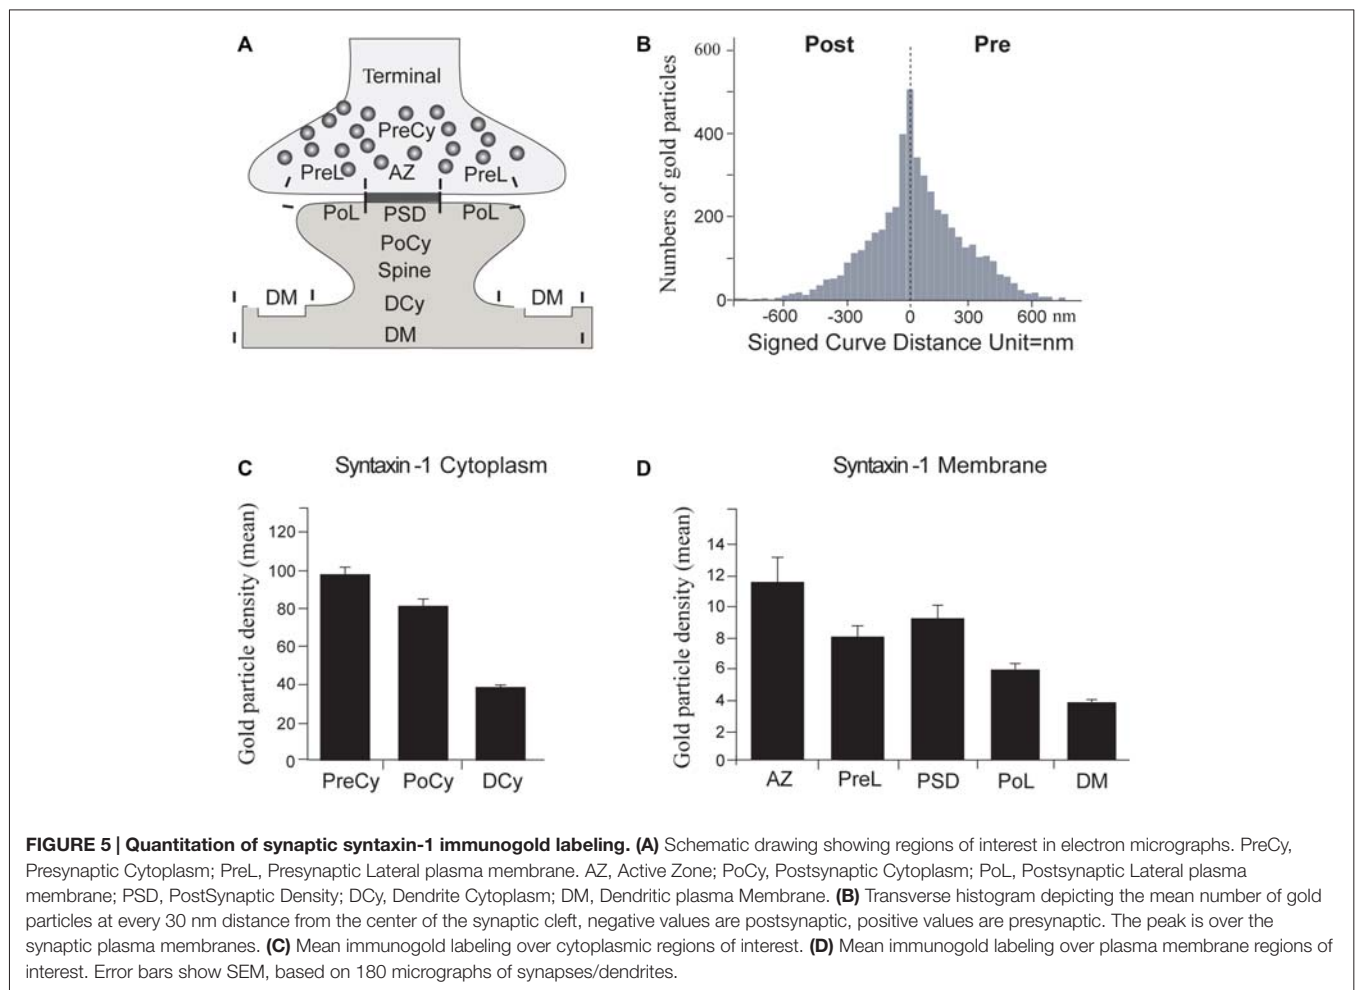 A
Terminal
PreCy
PreL AZ PreL
PoL PSD PoL
PoCy
Spine
DM DCy DM
DM
B
Post Pre
Numbers of gold particles
600
400
200
0
-600 -300 0 300 600 nm
Signed Curve Distance Unit=nm
C Syntaxin -1 Cytoplasm
Gold particle density (mean)
120
100
80
60
40
20
0
PreCy PoCy DCy
D Syntaxin -1 Membrane
Gold particle density (mean)
14
12
10
8
6
4
2
0
AZ PreL PSD PoL DM
FIGURE 5 | Quantitation of synaptic syntaxin-1 immunogold labeling. (A) Schematic drawing showing regions of interest in electron micrographs. PreCy,
Presynaptic Cytoplasm; PreL, Presynaptic Lateral plasma membrane. AZ, Active Zone; PoCy, Postsynaptic Cytoplasm; PoL, Postsynaptic Lateral plasma
membrane; PSD, PostSynaptic Density; DCy, Dendrite Cytoplasm; DM, Dendritic plasma Membrane. (B) Transverse histogram depicting the mean number of gold
particles at every 30 nm distance from the center of the synaptic cleft, negative values are postsynaptic, positive values are presynaptic. The peak is over the
synaptic plasma membranes. (C) Mean immunogold labeling over cytoplasmic regions of interest. (D) Mean immunogold labeling over plasma membrane regions of
interest. Error bars show SEM, based on 180 micrographs of synapses/dendrites.